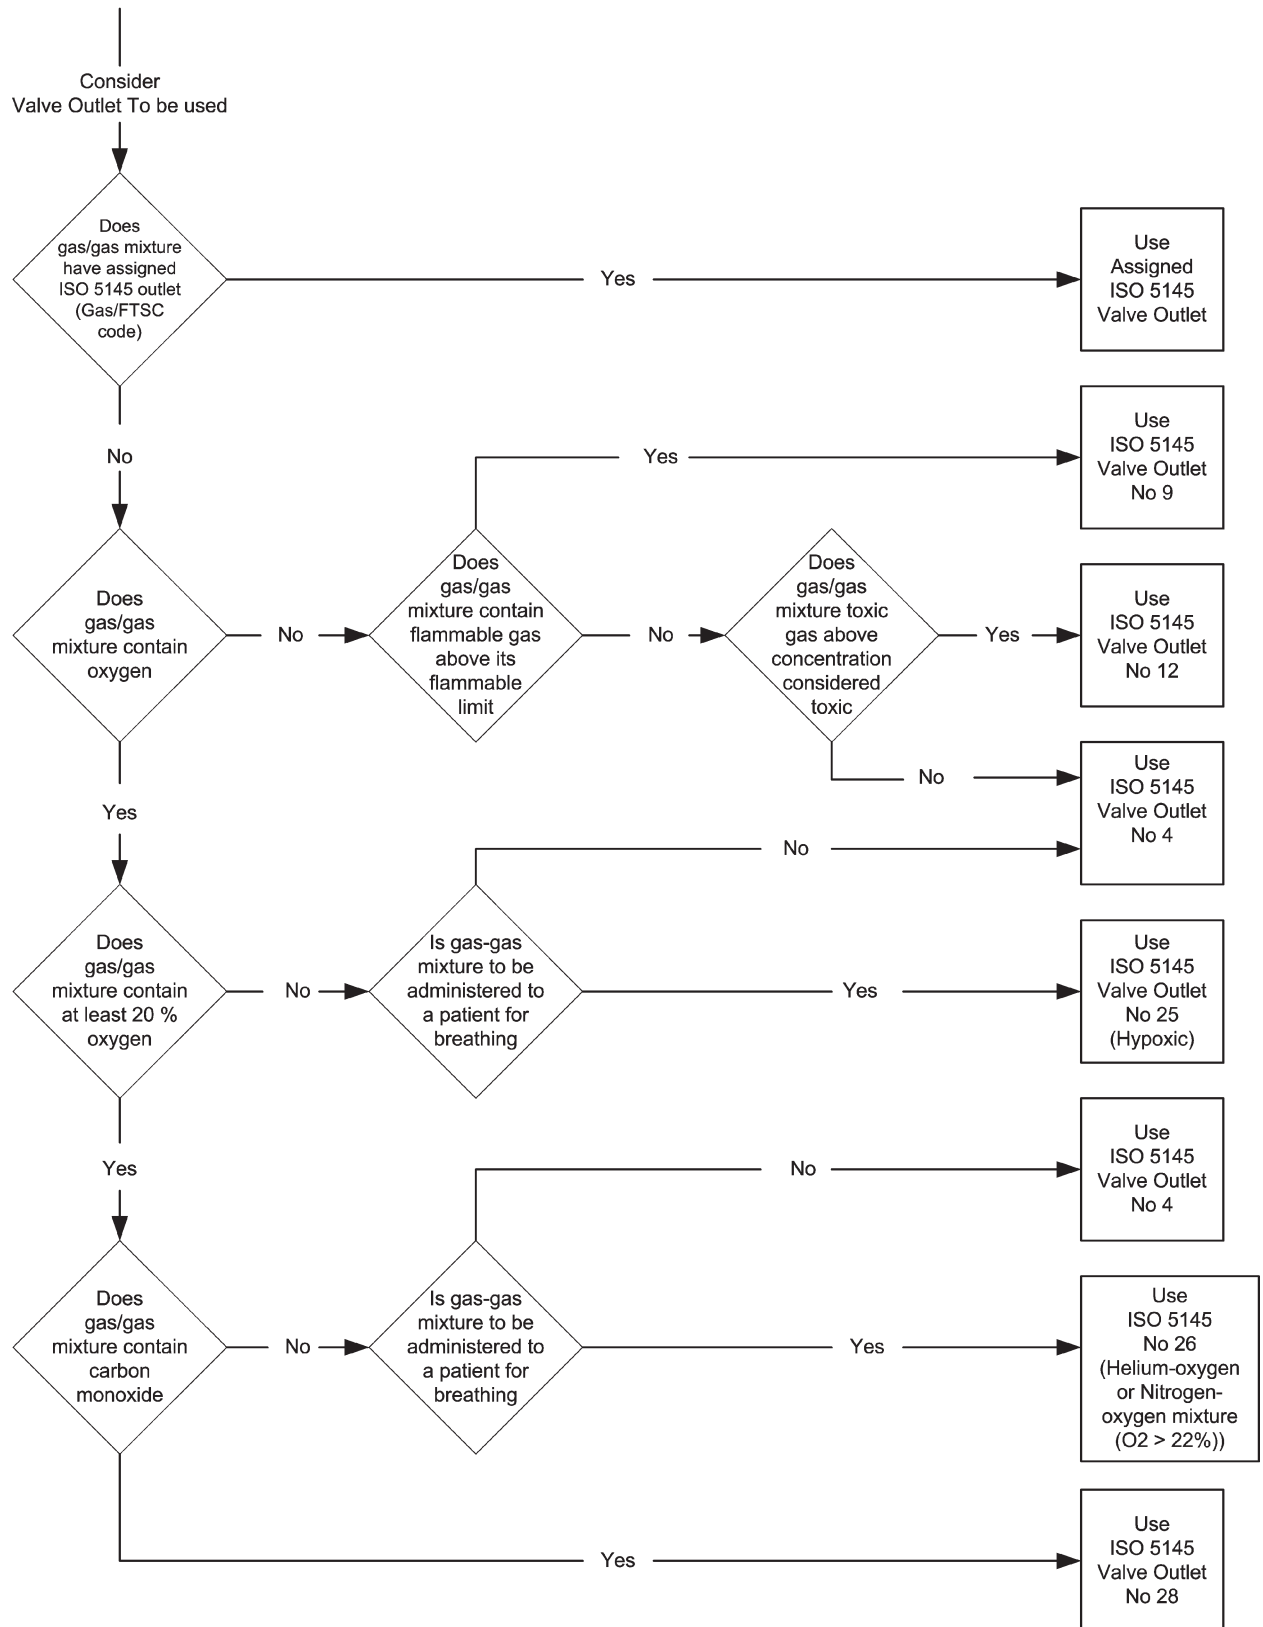 Consider
Valve Outlet To be used
Does
gas/gas mixture
have assigned
ISO 5145 outlet
(Gas/FTSC
code)
Yes
Use
Assigned
ISO 5145
Valve Outlet
No
Yes
Use
ISO 5145
Valve Outlet
No 9
Does
gas/gas
mixture contain
oxygen
No
Does
gas/gas
mixture contain
flammable gas
above its
flammable
limit
No
Does
gas/gas
mixture toxic
gas above
concentration
considered
toxic
Yes
Use
ISO 5145
Valve Outlet
No 12
No
Use
ISO 5145
Valve Outlet
No 4
Yes
No
Does
gas/gas
mixture contain
at least 20 %
oxygen
No
Is gas-gas
mixture to be
administered to
a patient for
breathing
Yes
Use
ISO 5145
Valve Outlet
No 25
(Hypoxic)
Yes
No
Use
ISO 5145
Valve Outlet
No 4
Does
gas/gas
mixture contain
carbon
monoxide
No
Is gas-gas
mixture to be
administered to
a patient for
breathing
Yes
Use
ISO 5145
No 26
(Helium-oxygen
or Nitrogen-
oxygen mixture
(O2 > 22%))
Yes
Use
ISO 5145
Valve Outlet
No 28